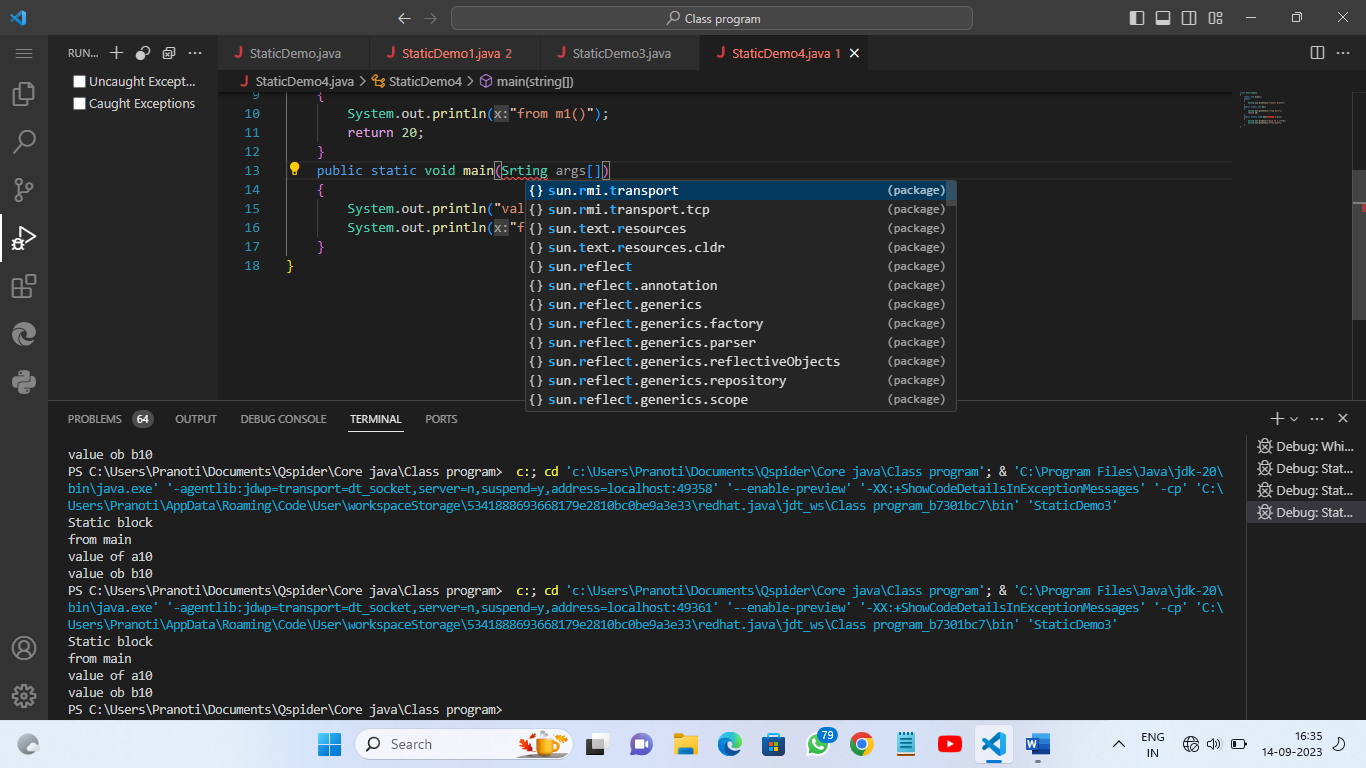 Class program
RUN...
StaticDemo.java
StaticDemo1.java 2
StaticDemo3.java
StaticDemo4.java 1
Uncaught Except...
Caught Exceptions
StaticDemo4.java > StaticDemo4 > main(string[])
9 {
10 System.out.println(x:"from m1()");
11 return 20;
12 }
13 public static void main(Srting args[])
14 {
15 System.out.println("val
16 System.out.println(x:"f
17 }
18 }
{} sun.rmi.transport (package)
{} sun.rmi.transport.tcp (package)
{} sun.text.resources (package)
{} sun.text.resources.cldr (package)
{} sun.reflect (package)
{} sun.reflect.annotation (package)
{} sun.reflect.generics (package)
{} sun.reflect.generics.factory (package)
{} sun.reflect.generics.parser (package)
{} sun.reflect.generics.reflectiveObjects (package)
{} sun.reflect.generics.repository (package)
{} sun.reflect.generics.scope (package)
PROBLEMS 64 OUTPUT DEBUG CONSOLE TERMINAL PORTS
value ob b10
PS C:\Users\Pranoti\Documents\Qspider\Core java\Class program> c:; cd 'c:\Users\Pranoti\Documents\Qspider\Core java\Class program'; & 'C:\Program Files\Java\jdk-20\
bin\java.exe' '-agentlib:jdwp=transport=dt_socket,server=n,suspend=y,address=localhost:49358' '--enable-preview' '-XX:+ShowCodeDetailsInExceptionMessages' '-cp' 'C:\
Users\Pranoti\AppData\Roaming\Code\User\workspaceStorage\5341888693668179e2810bc0be9a3e33\redhat.java\jdt_ws\Class program_b7301bc7\bin' 'StaticDemo3'
Static block
from main
value of a10
value ob b10
PS C:\Users\Pranoti\Documents\Qspider\Core java\Class program> c:; cd 'c:\Users\Pranoti\Documents\Qspider\Core java\Class program'; & 'C:\Program Files\Java\jdk-20\
bin\java.exe' '-agentlib:jdwp=transport=dt_socket,server=n,suspend=y,address=localhost:49361' '--enable-preview' '-XX:+ShowCodeDetailsInExceptionMessages' '-cp' 'C:\
Users\Pranoti\AppData\Roaming\Code\User\workspaceStorage\5341888693668179e2810bc0be9a3e33\redhat.java\jdt_ws\Class program_b7301bc7\bin' 'StaticDemo3'
Static block
from main
value of a10
value ob b10
PS C:\Users\Pranoti\Documents\Qspider\Core java\Class program>
Debug: Whi...
Debug: Stat...
Debug: Stat...
Debug: Stat...
Search
79
ENG
IN
16:35
14-09-2023